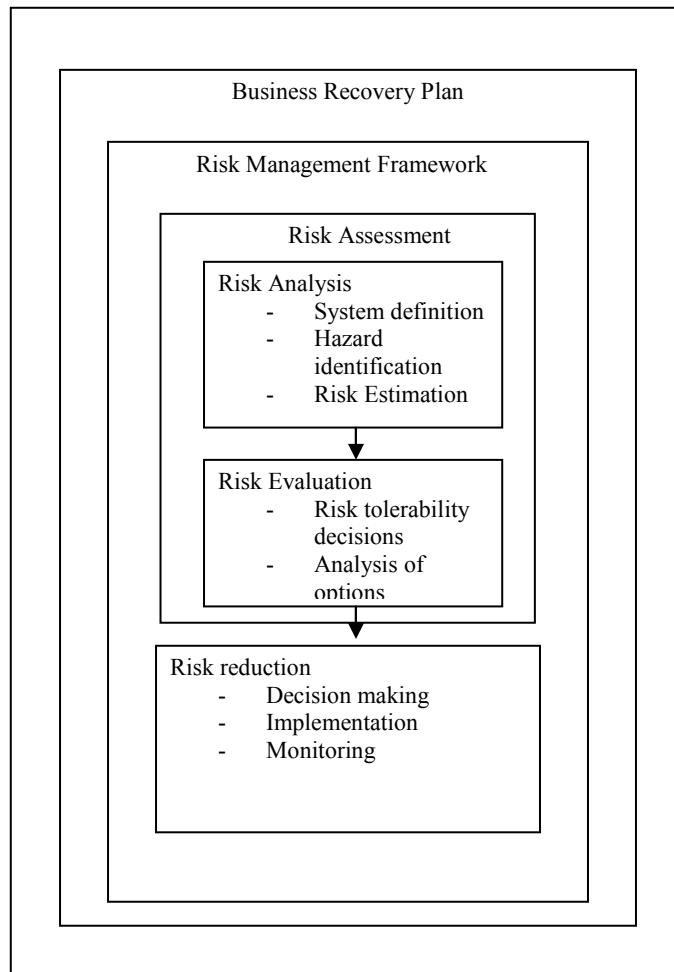 Business Recovery Plan
Risk Management Framework
Risk Assessment
Risk Analysis
- System definition
- Hazard
identification
- Risk Estimation
Risk Evaluation
- Risk tolerability
decisions
- Analysis of
options
Risk reduction
- Decision making
- Implementation
- Monitoring